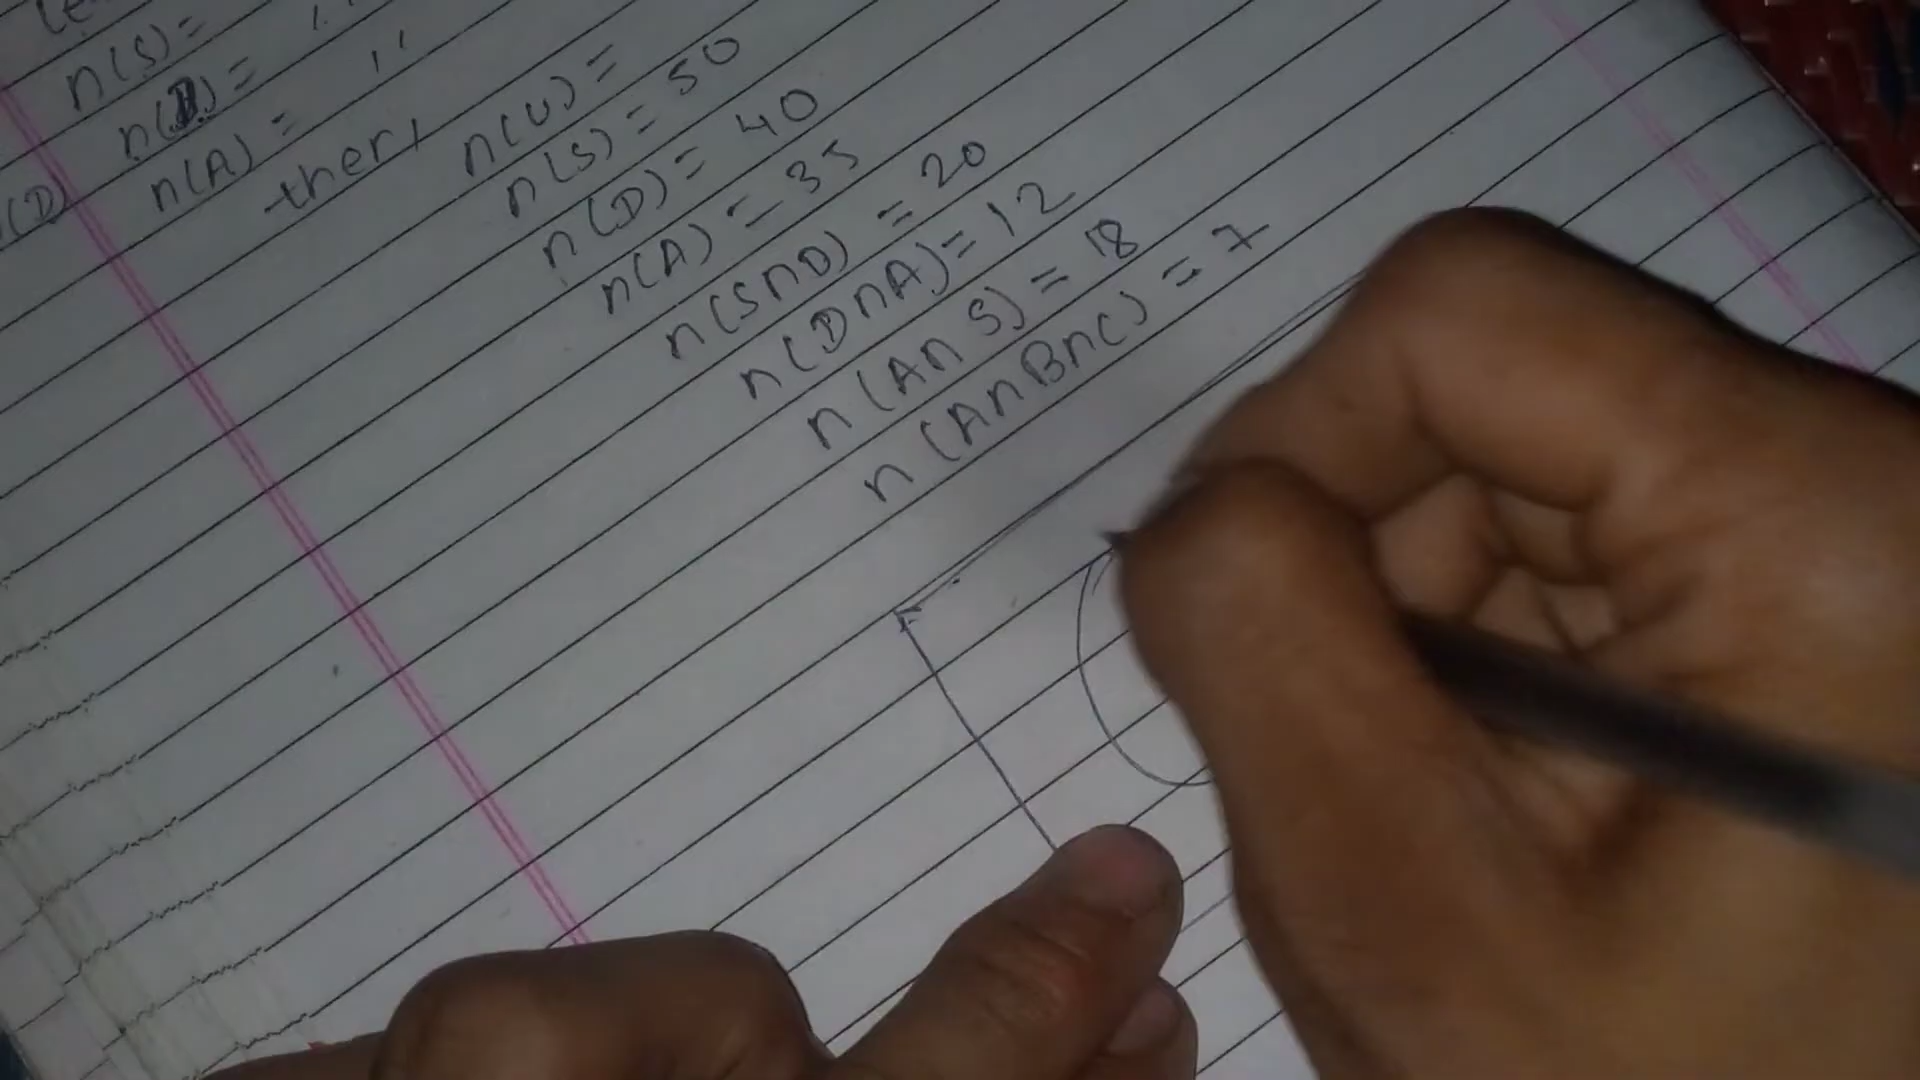 n(S) =
n(D) =
n(A) =
(D)
then,
n(U) =
n(S) = 50
n(D) = 40
n(A) = 35
n(S∩D) = 20
n(D∩A) = 12
n(A∩S) = 18
n(A∩B∩C) = 7